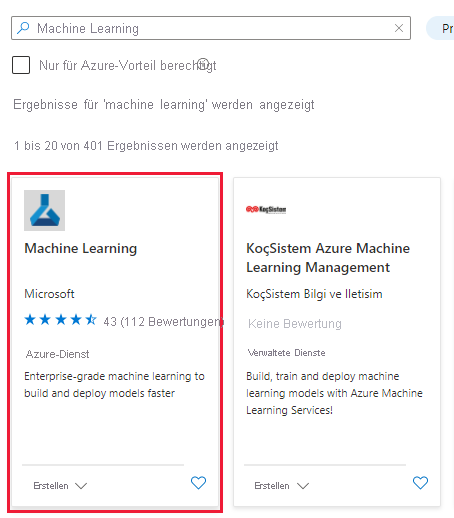 Machine Learning
Nur für Azure-Vorteil berechtigt
Ergebnisse für 'machine learning' werden angezeigt
1 bis 20 von 401 Ergebnissen werden angezeigt
Machine Learning
Microsoft
43 (112 Bewertungen)
Azure-Dienst
Enterprise-grade machine learning to
build and deploy models faster
Erstellen
KoçSistem
KoçSistem Azure Machine
Learning Management
KoçSistem Bilgi ve Iletisim
Keine Bewertung
Verwaltete Dienste
Build, train and deploy machine
learning models with Azure Machine
Learning Services!
Erstellen